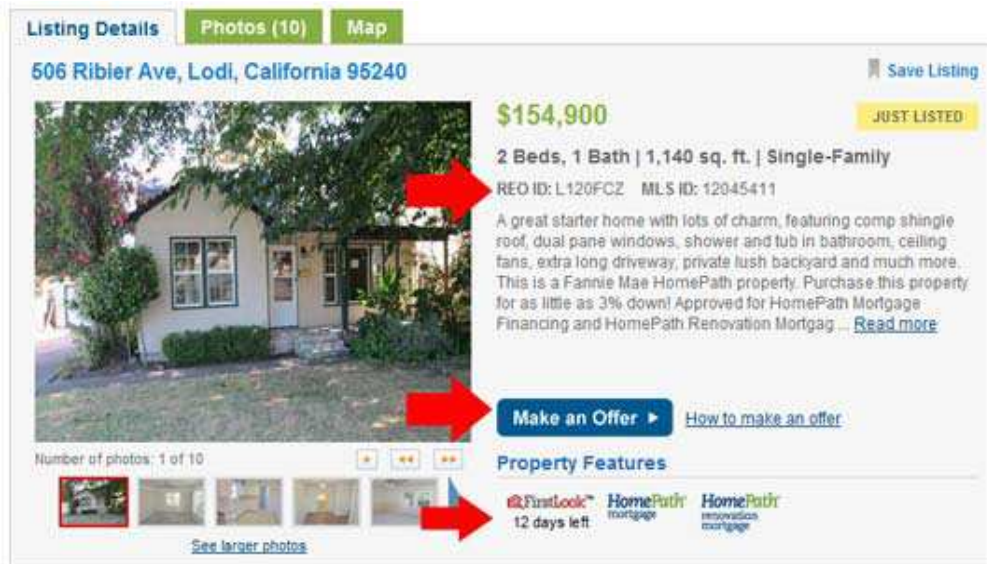 Listing Details
Photos (10)
Map
506 Ribier Ave, Lodi, California 95240
Save Listing
$154,900
JUST LISTED
2 Beds, 1 Bath | 1,140 sq. ft. | Single-Family
REO ID: L120FCZ MLS ID: 12045411
A great starter home with lots of charm, featuring comp shingle
roof, dual pane windows, shower and tub in bathroom, ceiling
fans, extra long driveway, private lush backyard and much more.
This is a Fannie Mae HomePath property. Purchase this property
for as little as 3% down! Approved for HomePath Mortgage
Financing and HomePath Renovation Mortgag ... Read more
Make an Offer
How to make an offer
Number of photos: 1 of 10
Property Features
FirstLook™
12 days left
HomePath
mortgage
HomePath
renovation
mortgage
See larger photos